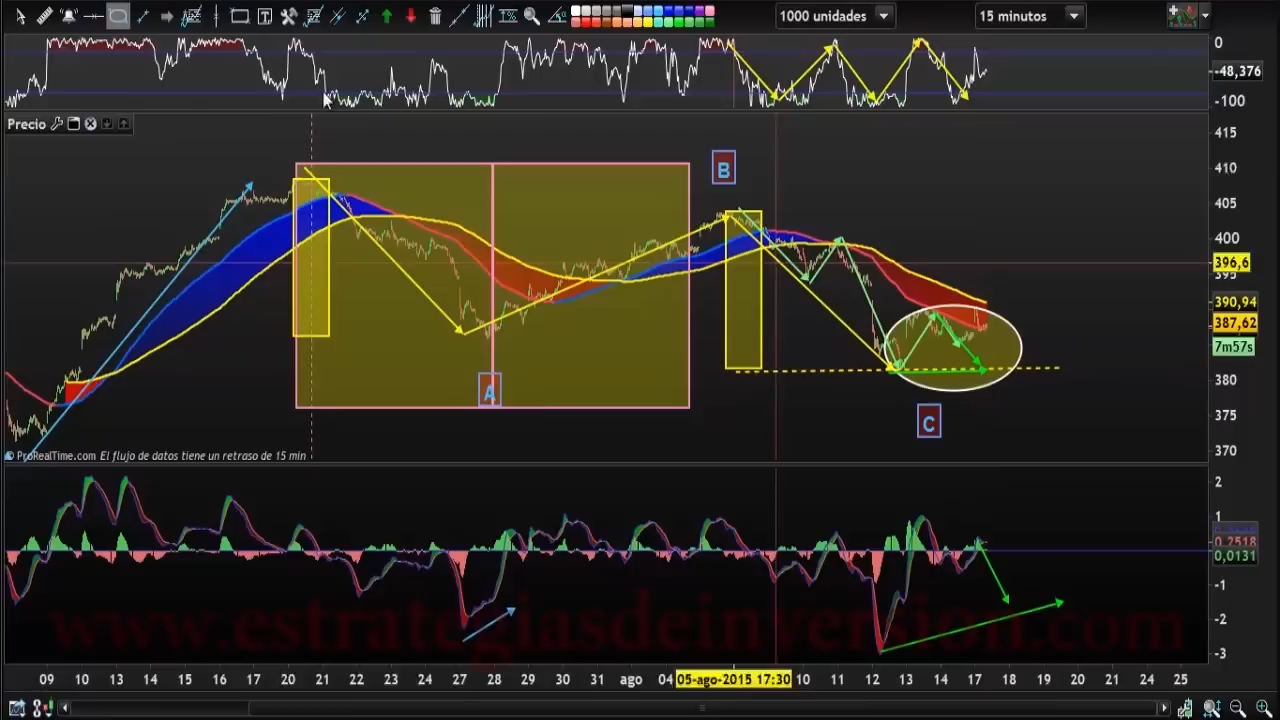 1000 unidades
15 minutos
0
-48,376
-100
Precio
415
410
405
400
396,6
395
390,94
387,62
7m57s
380
375
370
B
A
C
© ProRealTime.com El flujo de datos tiene un retraso de 15 min
2
1
0,2518
0,0131
-1
-2
-3
www.estrategiasdeinversion.com
09 10 13 14 15 16 17 20 21 22 23 24 27 28 29 30 31 ago 04 05-ago-2015 17:30 10 11 12 13 14 17 18 19 20 21 24 25